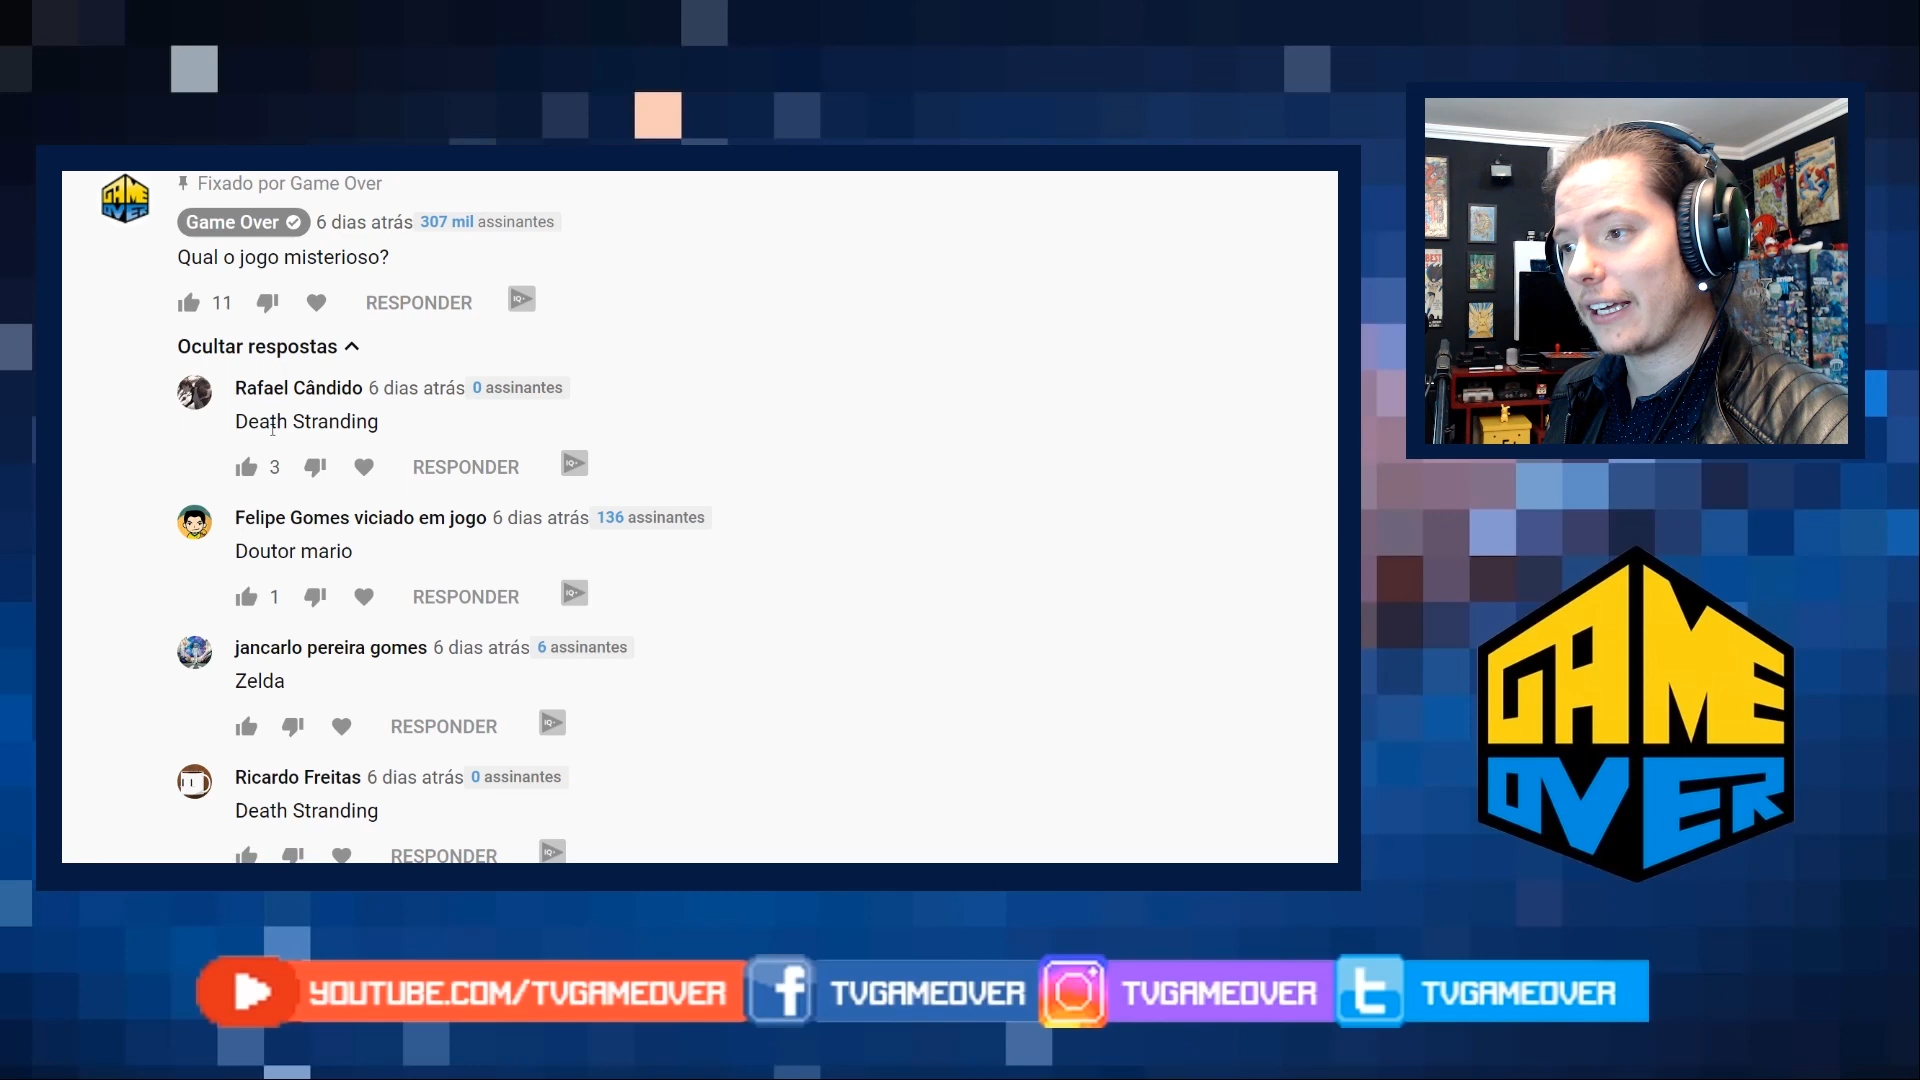 Fixado por Game Over
Game Over 6 dias atrás 307 mil assinantes
Qual o jogo misterioso?
11 RESPONDER
Ocultar respostas
Rafael Cândido 6 dias atrás 0 assinantes
Death Stranding
3 RESPONDER
Felipe Gomes viciado em jogo 6 dias atrás 136 assinantes
Doutor mario
1 RESPONDER
jancarlo pereira gomes 6 dias atrás 6 assinantes
Zelda
RESPONDER
Ricardo Freitas 6 dias atrás 0 assinantes
Death Stranding
RESPONDER
GAME
OVER
YOUTUBE.COM/TVGAMEOVER
TVGAMEOVER
TVGAMEOVER
TVGAMEOVER